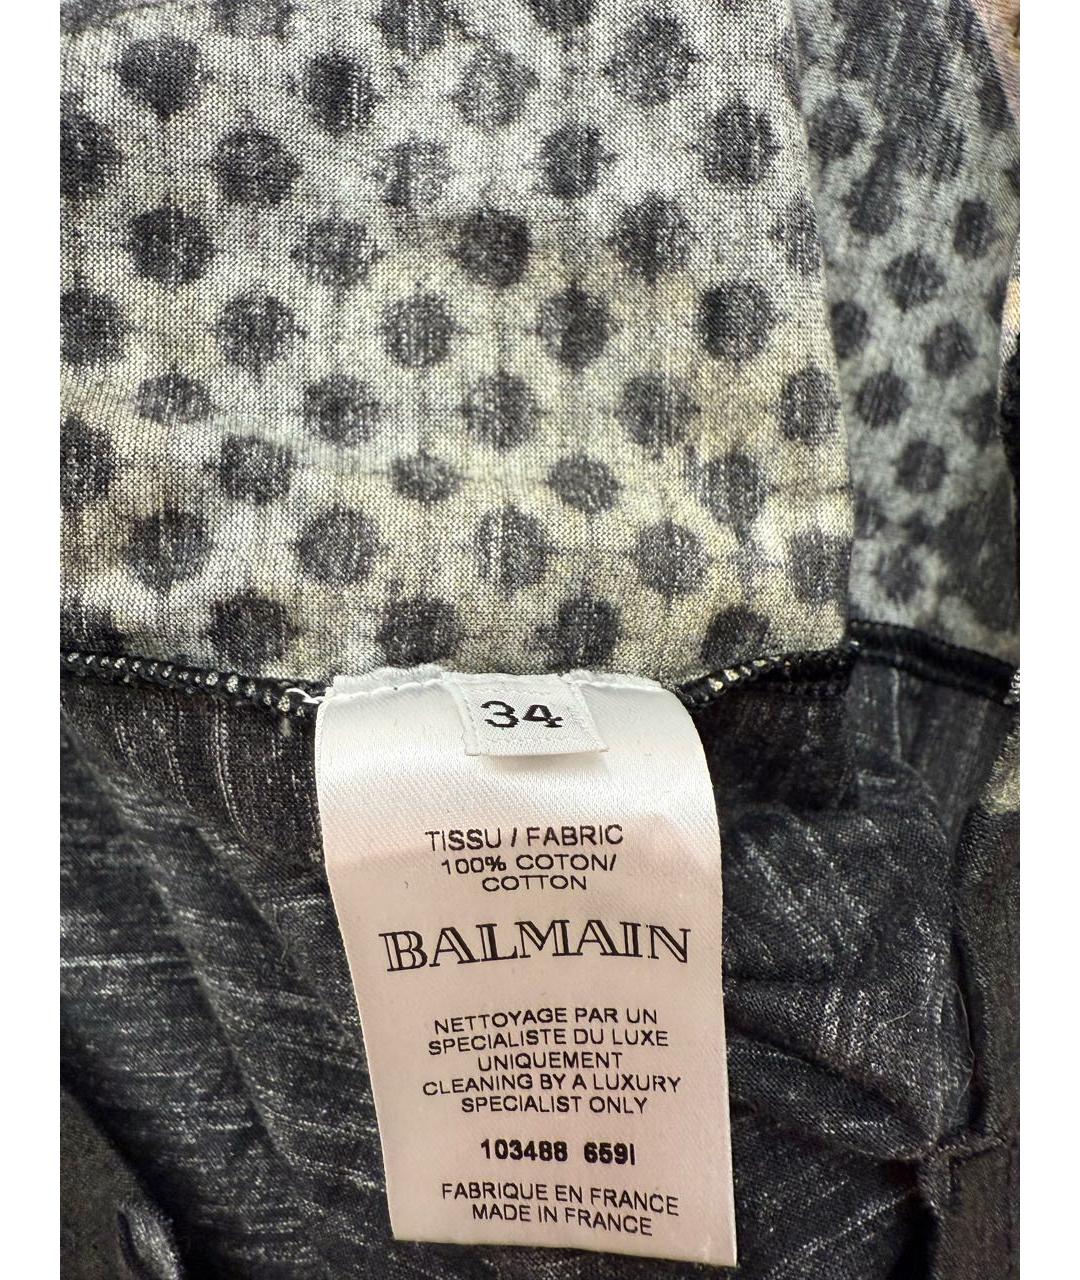 34
TISSU / FABRIC
100% COTON/
COTTON
BALMAIN
NETTOYAGE PAR UN
SPECIALISTE DU LUXE
UNIQUEMENT
CLEANING BY A LUXURY
SPECIALIST ONLY
103488 659I
FABRIQUE EN FRANCE
MADE IN FRANCE